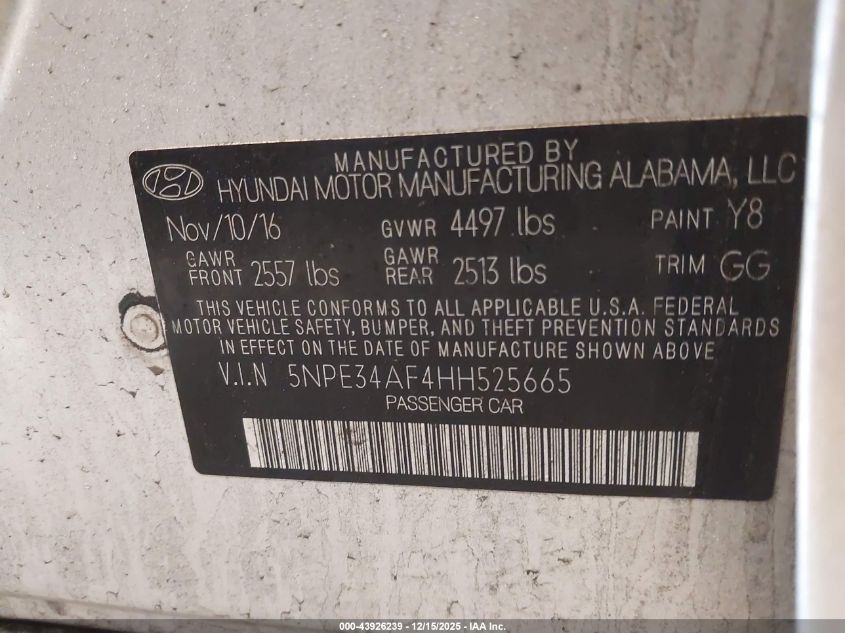 MANUFACTURED BY
HYUNDAI MOTOR MANUFACTURING ALABAMA, LLC
Nov/10/16 GVWR 4497 lbs PAINT Y8
GAWR FRONT 2557 lbs GAWR REAR 2513 lbs TRIM GG
THIS VEHICLE CONFORMS TO ALL APPLICABLE U.S.A. FEDERAL
MOTOR VEHICLE SAFETY, BUMPER, AND THEFT PREVENTION STANDARDS
IN EFFECT ON THE DATE OF MANUFACTURE SHOWN ABOVE
V.I.N 5NPE34AF4HH525665
PASSENGER CAR
000-43926239 - 12/15/2025 - IAA Inc.